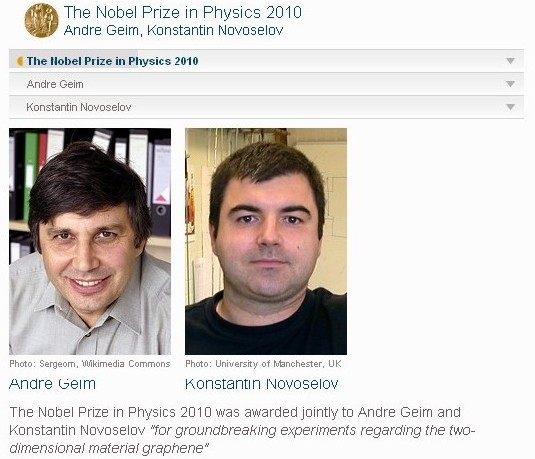 The Nobel Prize in Physics 2010
Andre Geim, Konstantin Novoselov
The Nobel Prize in Physics 2010
Andre Geim
Konstantin Novoselov
Photo: Sergeom, Wikimedia Commons
Photo: University of Manchester, UK
Andre Geim
Konstantin Novoselov
The Nobel Prize in Physics 2010 was awarded jointly to Andre Geim and
Konstantin Novoselov "for groundbreaking experiments regarding the two-
dimensional material graphene"